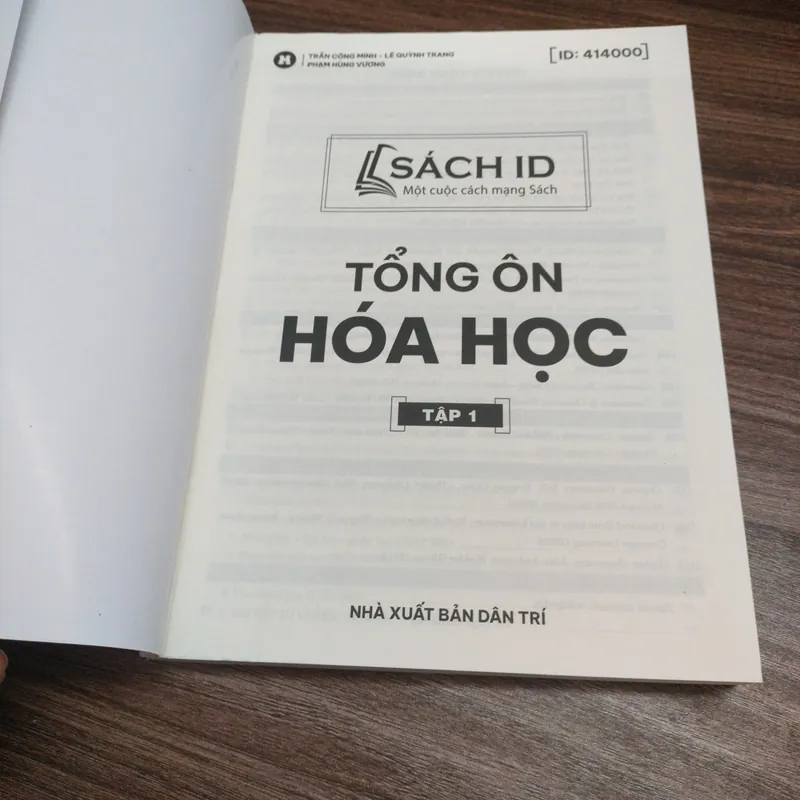 M
TRẦN CÔNG MINH - LÊ QUỲNH TRANG
PHẠM HÙNG VƯƠNG
[ID: 414000]
SÁCH ID
Một cuộc cách mạng Sách
TỔNG ÔN
HÓA HỌC
TẬP 1
NHÀ XUẤT BẢN DÂN TRÍ